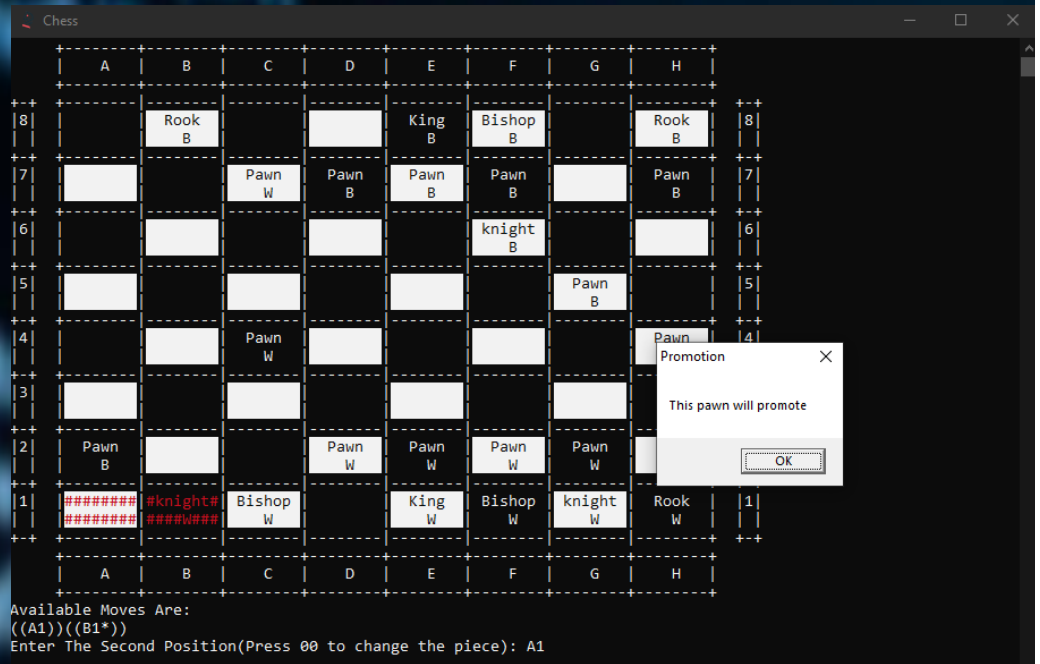 Chess
A B C D E F G H
8 Rook King Bishop Rook 8
B B B B
7 Pawn Pawn Pawn Pawn Pawn 7
W B B B B
6 knight 6
B
5 Pawn 5
B
4 Pawn Pawn 4
W
Promotion
This pawn will promote
OK
3
2 Pawn Pawn Pawn Pawn Pawn
B W W W W
1 ######## #knight# Bishop King Bishop knight Rook 1
######## ####W### W W W W W
A B C D E F G H
Available Moves Are:
((A1))((B1*))
Enter The Second Position(Press 00 to change the piece): A1